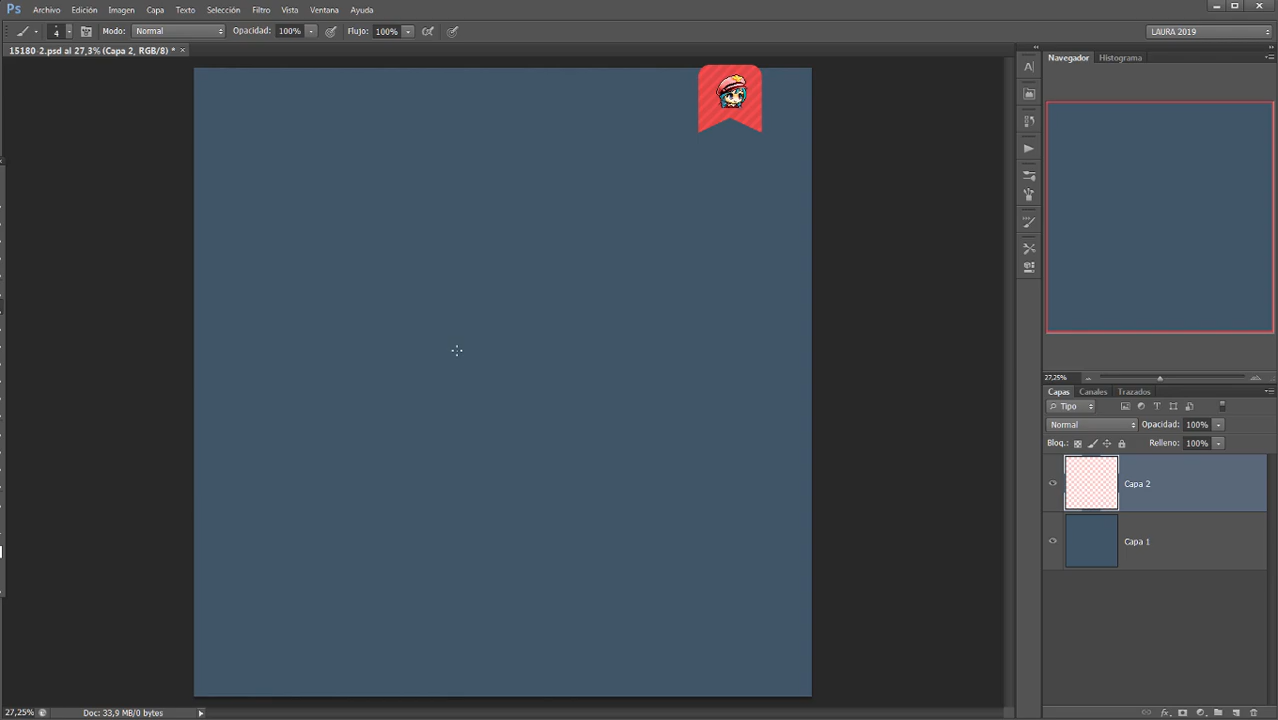 Ps Archivo Edición Imagen Capa Texto Selección Filtro Vista Ventana Ayuda
4 Modo: Normal Opacidad: 100% Flujo: 100% LAURA 2019
15180-2.psd al 27,3% (Capa 2, RGB/8) * ×
Navegador Histograma
27,25%
Capas Canales Trazados
Tipo
Normal Opacidad: 100%
Bloq.: Relleno: 100%
Capa 2
Capa 1
27,25% Doc: 33,9 MB/0 bytes